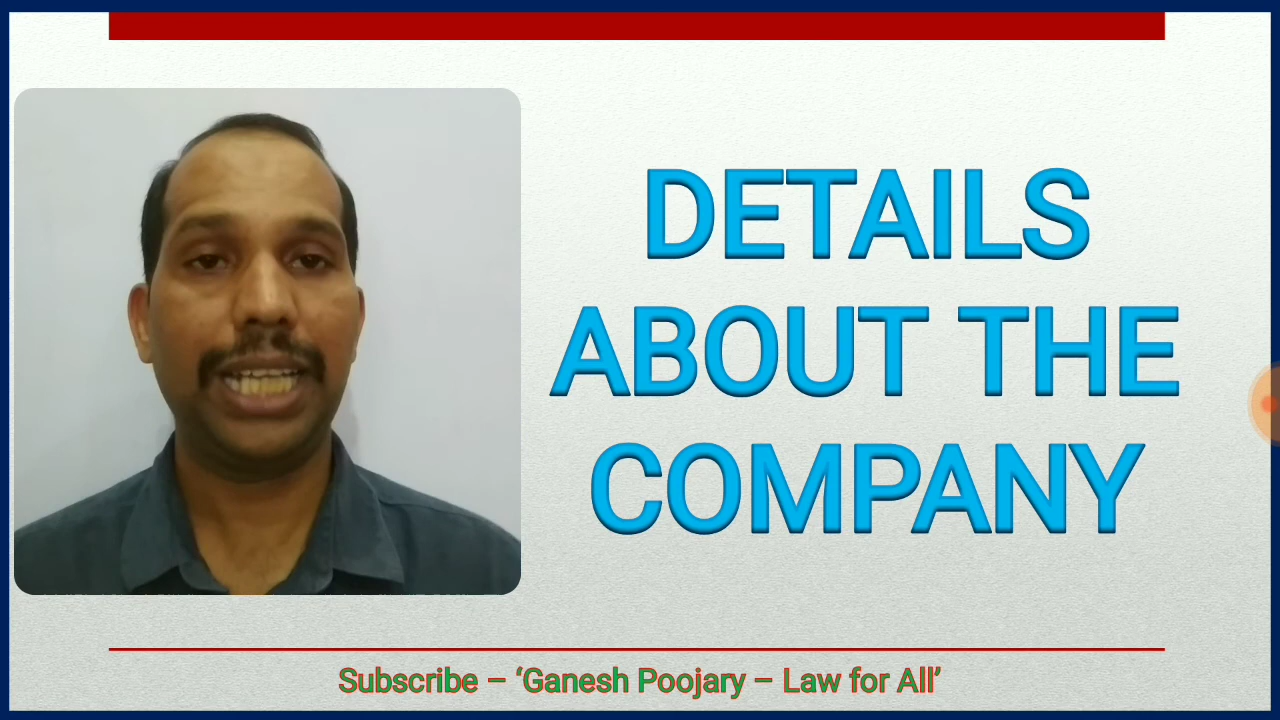 DETAILS
ABOUT THE
COMPANY
Subscribe – ‘Ganesh Poojary – Law for All’